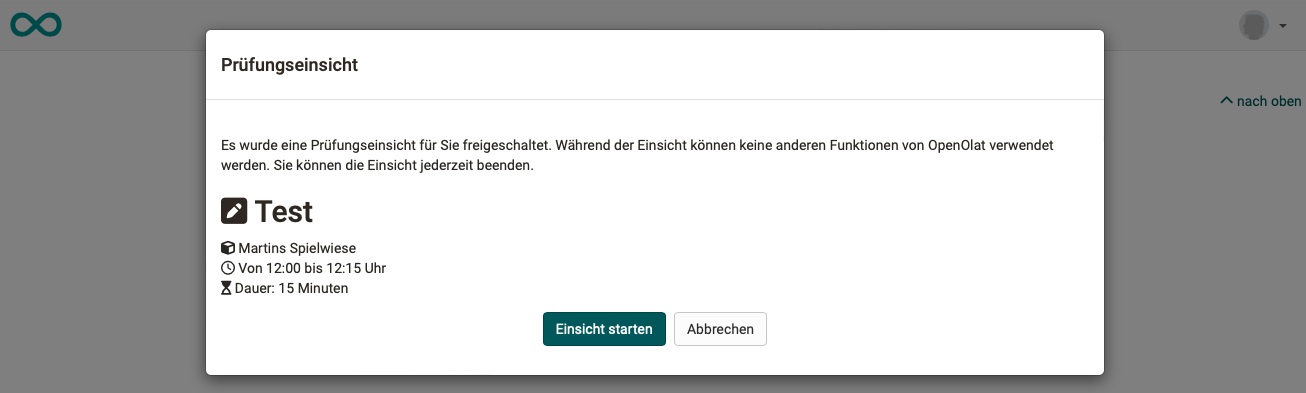 Prüfungseinsicht
nach oben
Es wurde eine Prüfungseinsicht für Sie freigeschaltet. Während der Einsicht können keine anderen Funktionen von OpenOlat verwendet
werden. Sie können die Einsicht jederzeit beenden.
Test
Martins Spielwiese
Von 12:00 bis 12:15 Uhr
Dauer: 15 Minuten
Einsicht starten Abbrechen